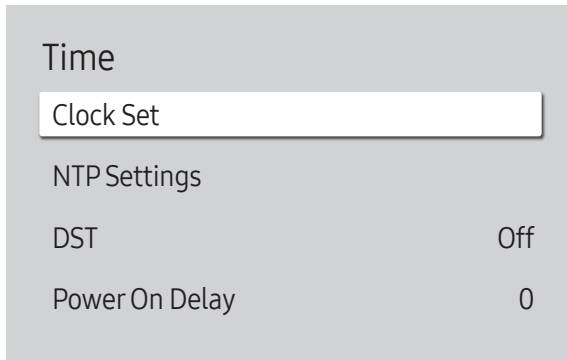 Time
Clock Set
NTP Settings
DST Off
Power On Delay 0